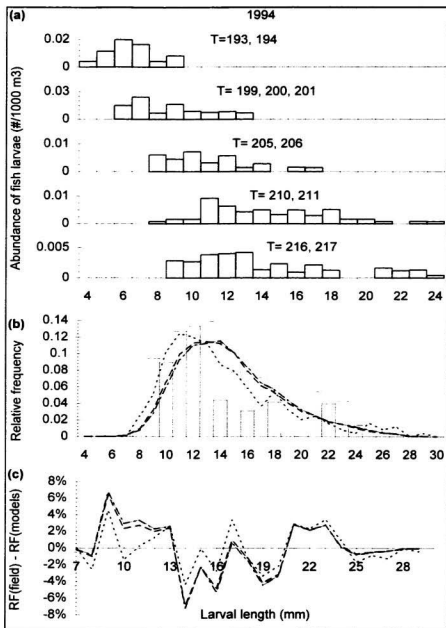 (a)
1994
Abundance of fish larvae (#/1000 m3)
0.02
0
T=193, 194
0.03
0
T= 199, 200, 201
0.01
0
T= 205, 206
0.01
0
T= 210, 211
0.005
0
T= 216, 217
4 6 8 10 12 14 16 18 20 22 24
(b)
Relative frequency
0.14
0.12
0.1
0.08
0.06
0.04
0.02
0
4 6 8 10 12 14 16 18 20 22 24 26 28 30
(c)
RF(field) - RF(models)
8%
6%
4%
2%
0%
-2%
-4%
-6%
-8%
7 10 13 16 19 22 25 28
Larval length (mm)